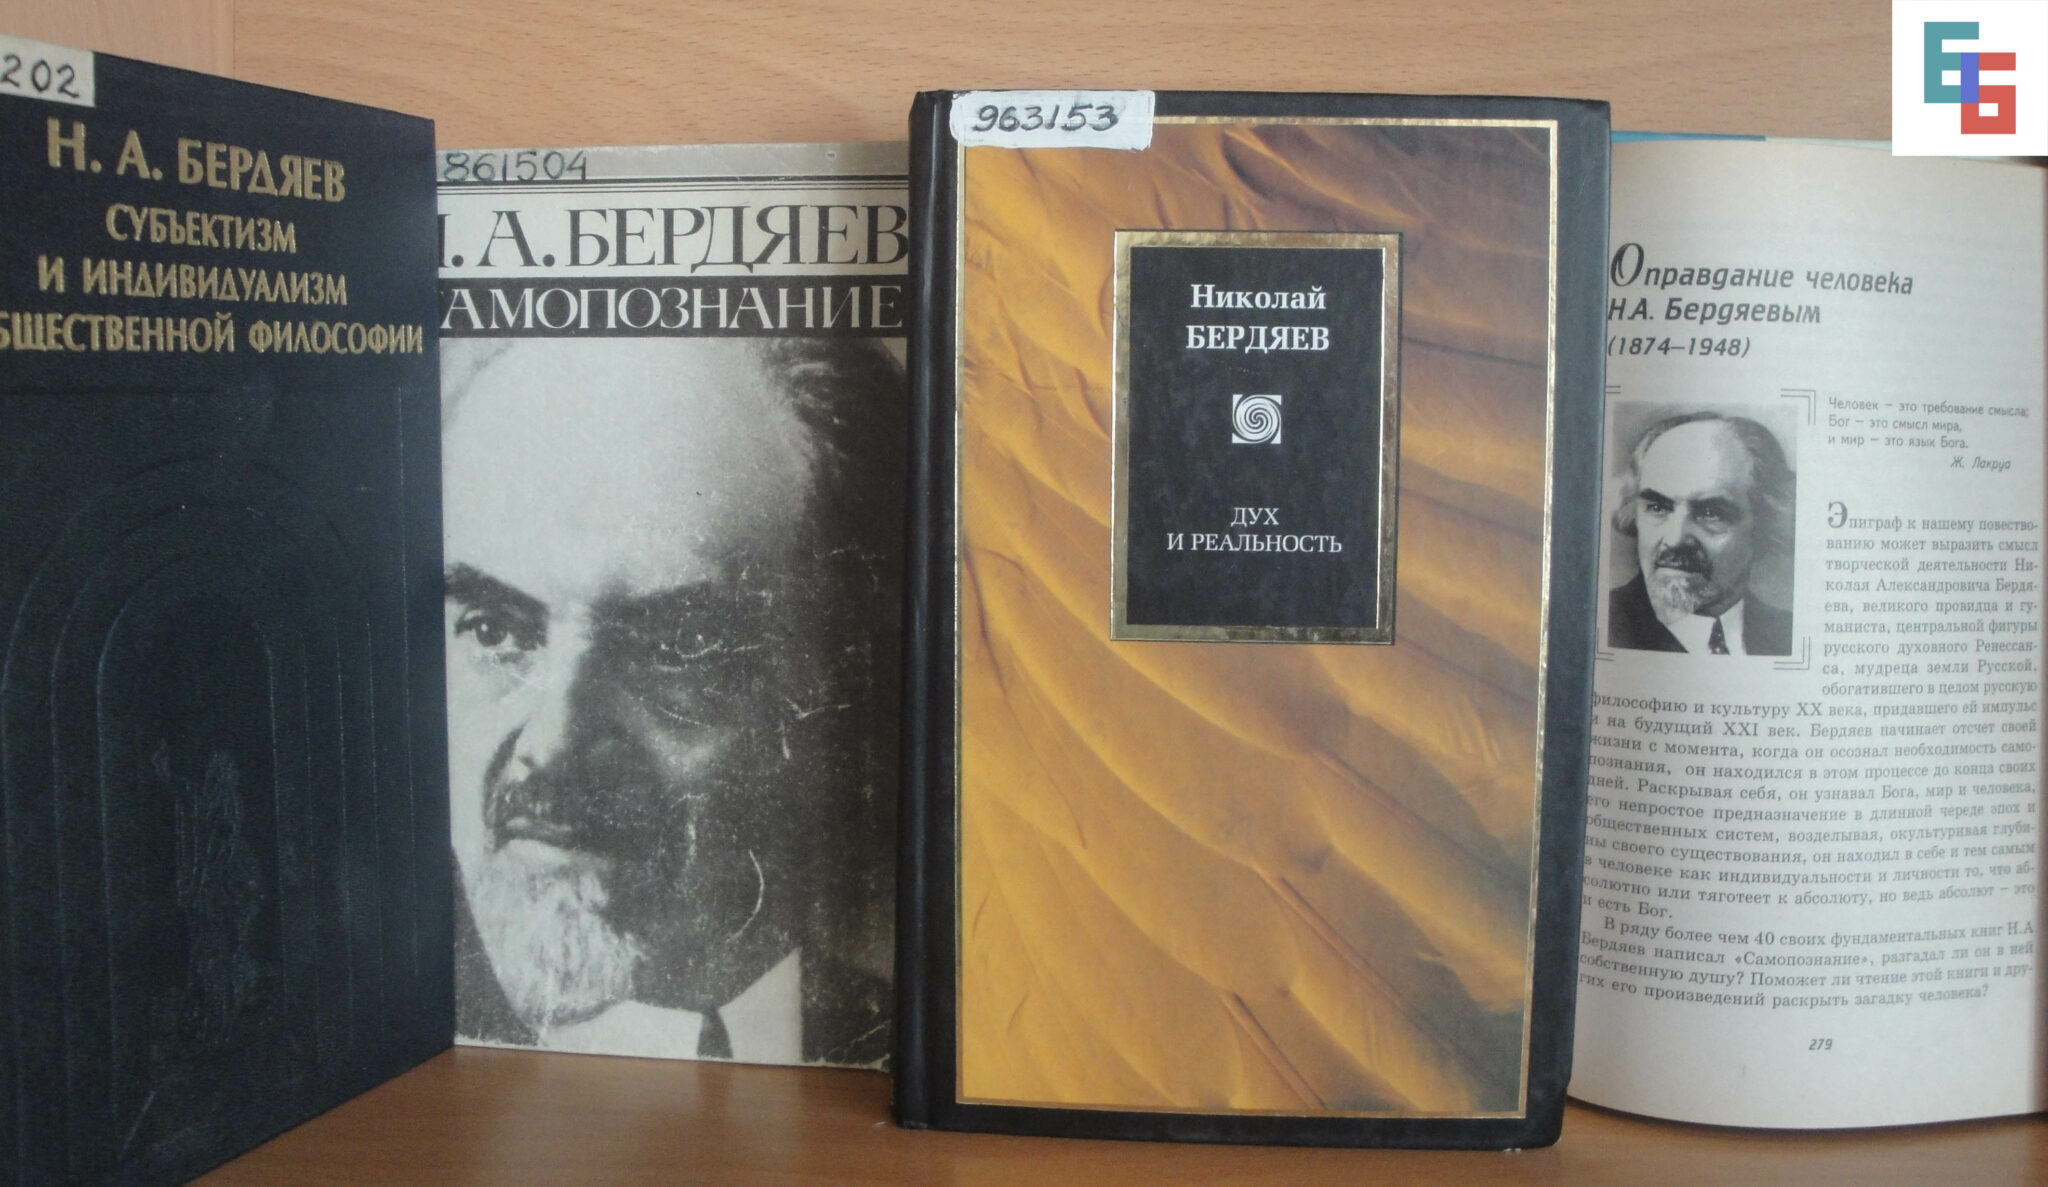 202
Н. А. БЕРДЯЕВ
СУБЪЕКТИЗМ
И ИНДИВИДУАЛИЗМ
БЩЕСТВЕННОЙ ФИЛОСОФИИ
861504
. А. БЕРДЯЕВ
АМОПОЗНАНИЕ
963153
Николай
БЕРДЯЕВ
ДУХ
И РЕАЛЬНОСТЬ
Оправдание человека
Н.А. Бердяевым
(1874–1948)
Человек – это требование смысла;
Бог – это смысл мира,
и мир – это язык Бога.
Ж. Лакруа
Эпиграф к нашему повество-
ванию может выразить смысл
творческой деятельности Ни-
колая Александровича Бердя-
ева, великого провидца и гу-
маниста, центральной фигуры
русского духовного Ренессан-
са, мудреца земли Русской,
обогатившего в целом русскую
философию и культуру XX века, придавшего ей импульс
и на будущий XXI век. Бердяев начинает отсчет своей
жизни с момента, когда он осознал необходимость само-
познания, он находился в этом процессе до конца своих
дней. Раскрывая себя, он узнавал Бога, мир и человека,
его непростое предназначение в длинной череде эпох и
общественных систем, возделывая, окультуривая глуби-
ны своего существования, он находил в себе и тем самым
в человеке как индивидуальности и личности то, что аб-
солютно или тяготеет к абсолюту, но ведь абсолют – это
и есть Бог.
В ряду более чем 40 своих фундаментальных книг Н.А
Бердяев написал «Самопознание», разгадал ли он в ней
собственную душу? Поможет ли чтение этой книги и дру-
гих его произведений раскрыть загадку человека?
279